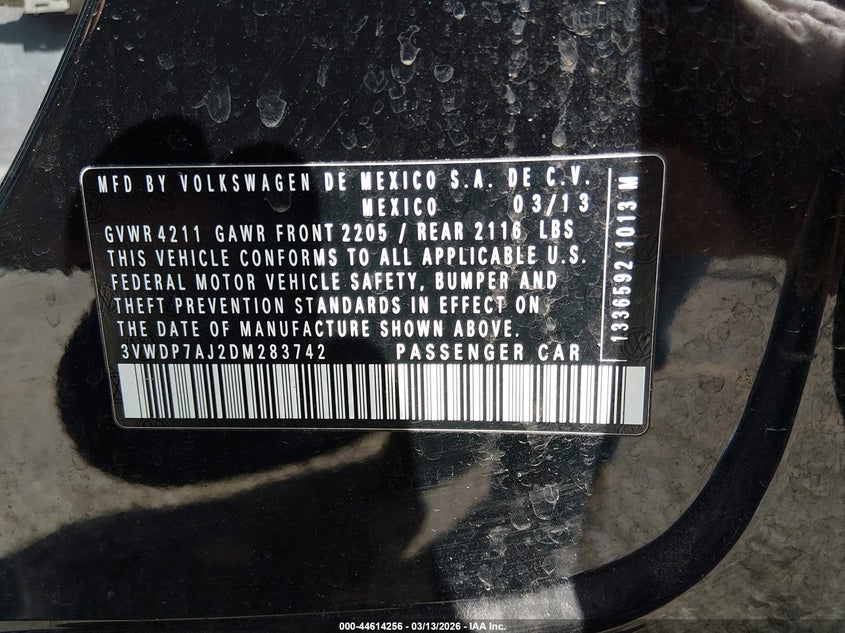 MFD BY VOLKSWAGEN DE MEXICO S.A. DE C.V.
MEXICO 03/13
GVWR 4211 GAWR FRONT 2205 / REAR 2116 LBS
THIS VEHICLE CONFORMS TO ALL APPLICABLE U.S.
FEDERAL MOTOR VEHICLE SAFETY, BUMPER AND
THEFT PREVENTION STANDARDS IN EFFECT ON
THE DATE OF MANUFACTURE SHOWN ABOVE.
3VWDP7AJ2DM283742 PASSENGER CAR
1336592 1013 M
000-44614256 - 03/13/2026 - IAA Inc.